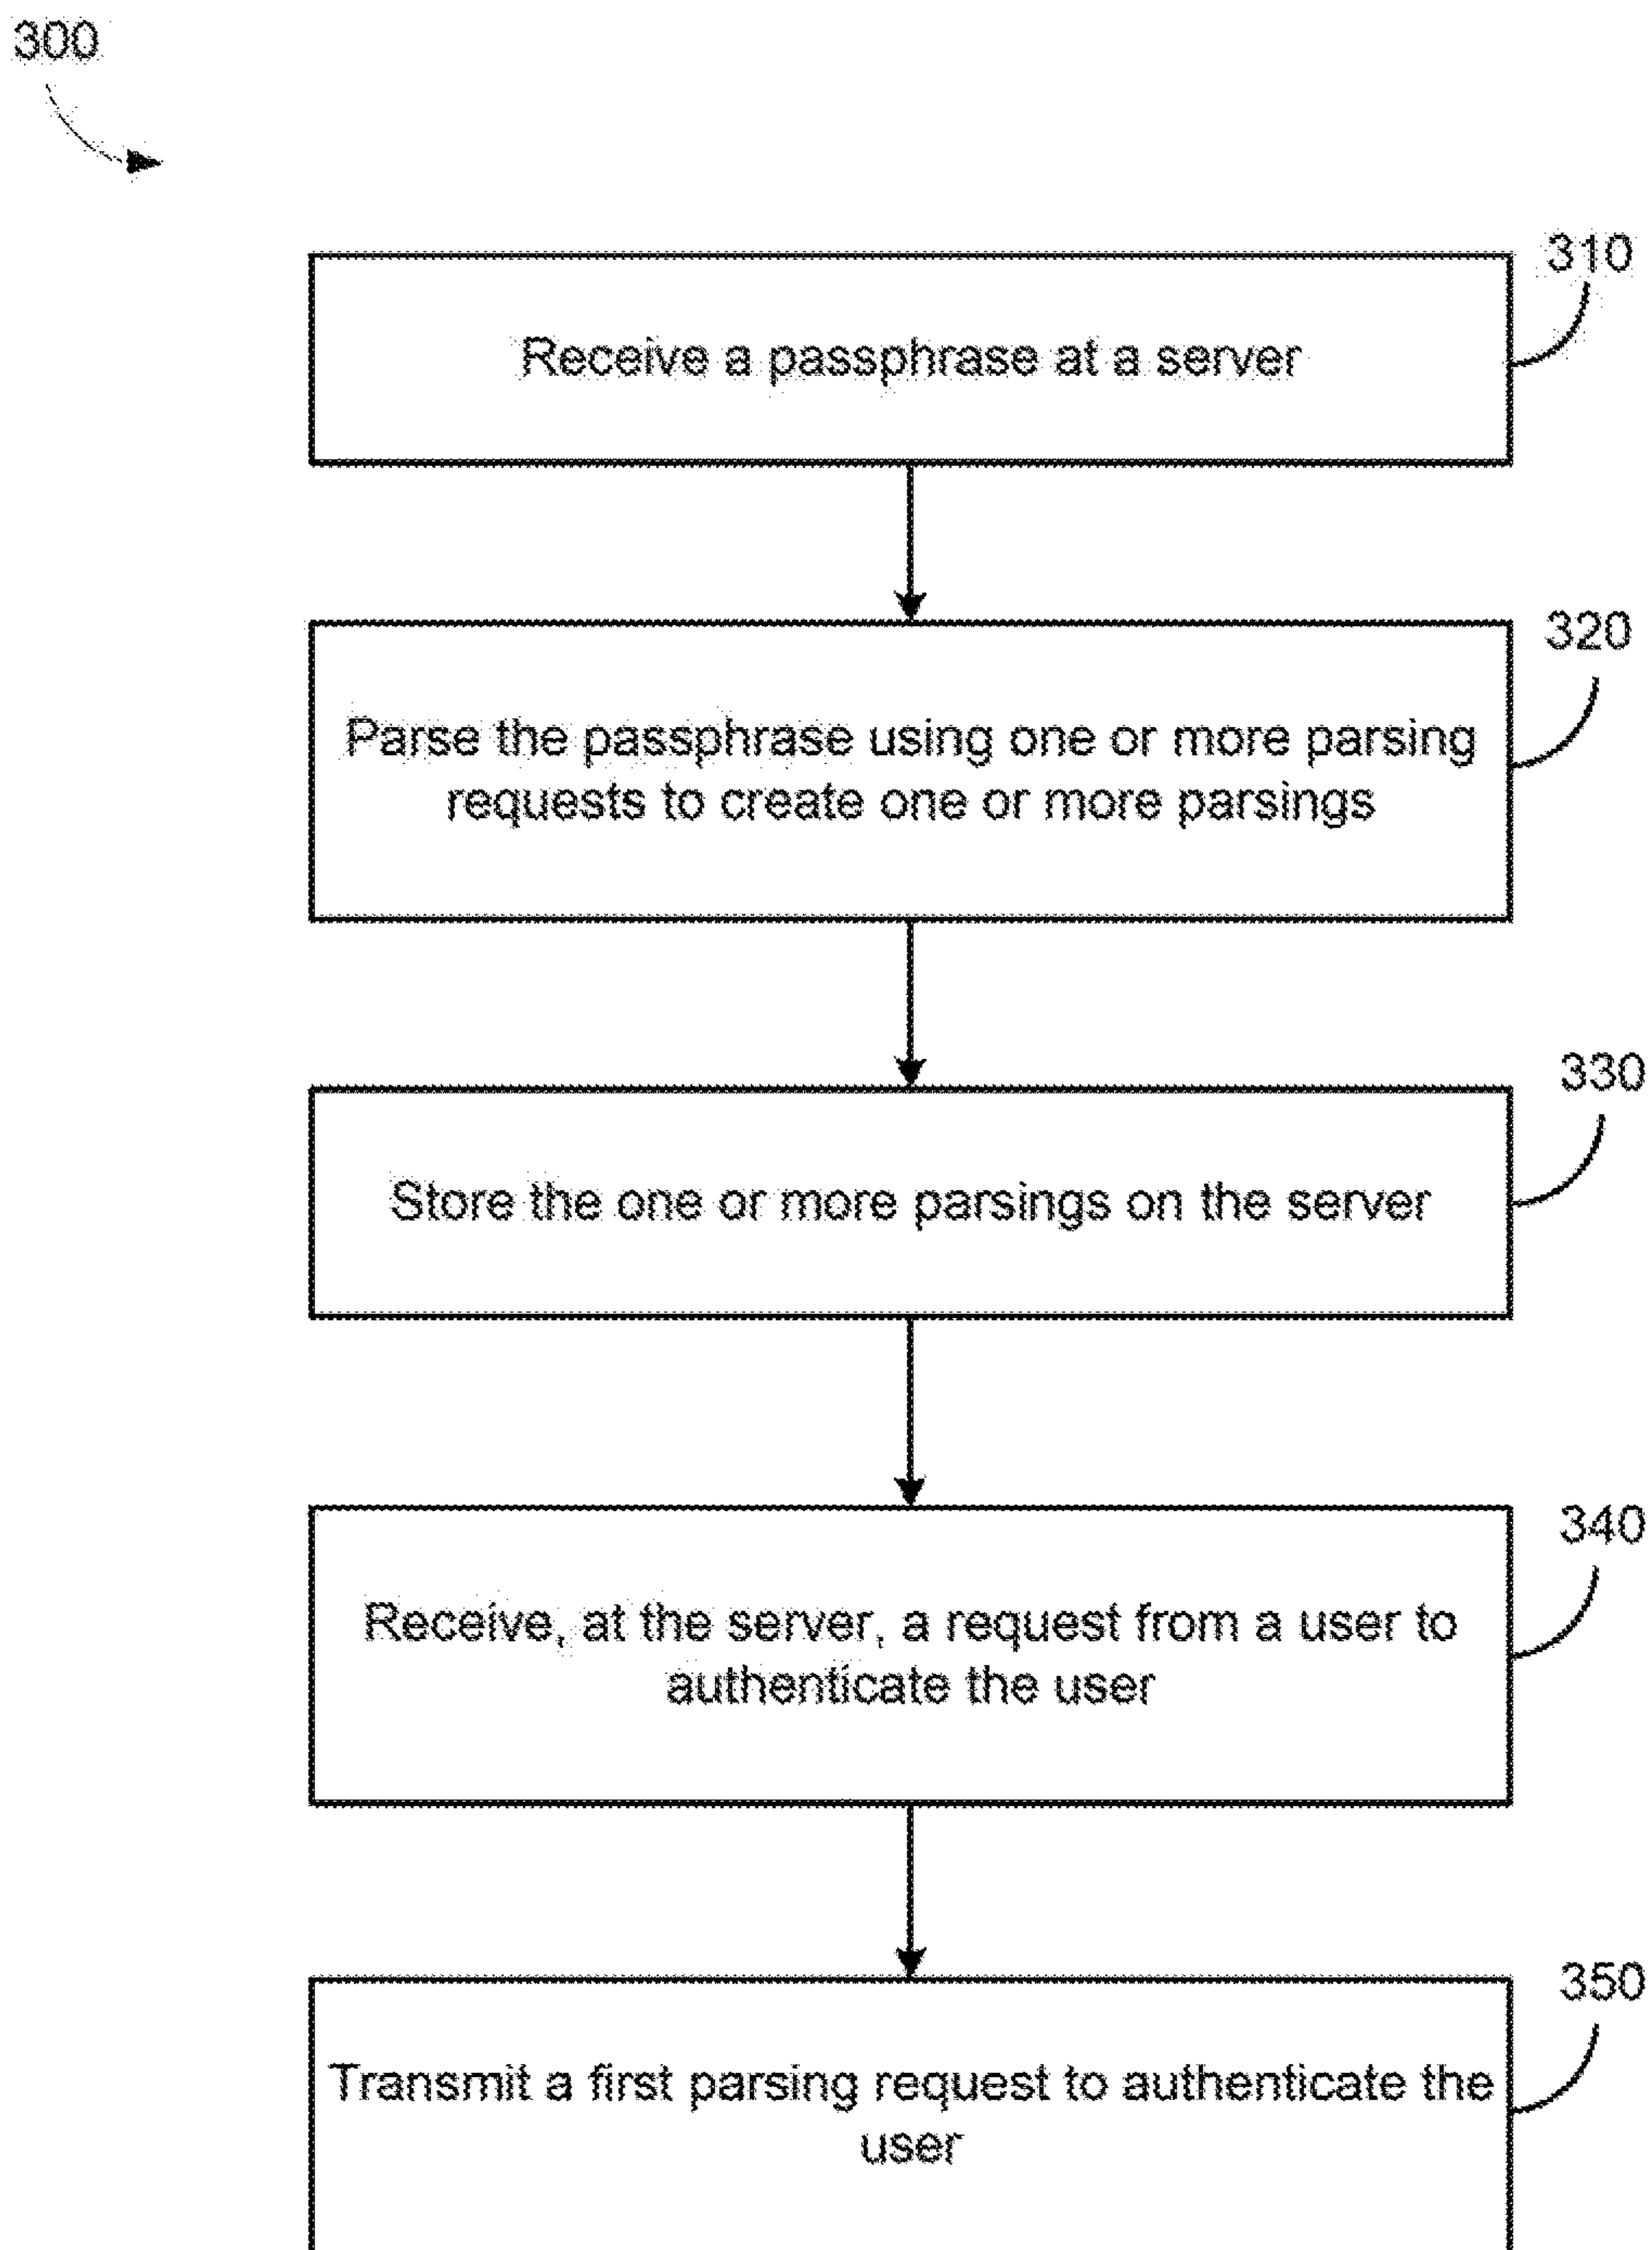 300
310
Receive a passphrase at a server
320
Parse the passphrase using one or more parsing
requests to create one or more parsings
330
Store the one or more parsings on the server
340
Receive, at the server, a request from a user to
authenticate the user
350
Transmit a first parsing request to authenticate the
user